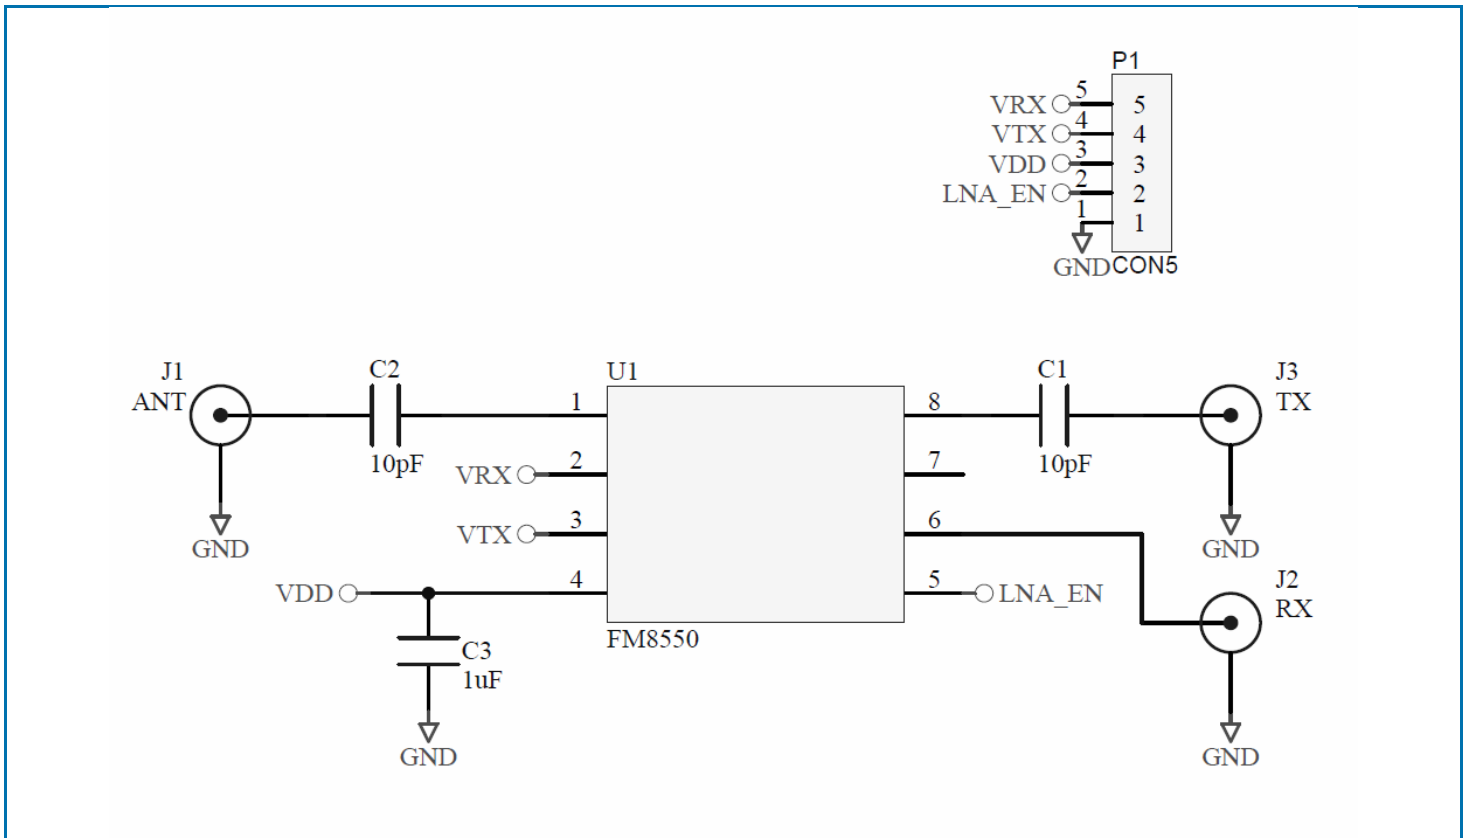 P1
VRX 5 5
VTX 4 4
VDD 3 3
LNA_EN 2 2
1 1
GND CON5
J1 C2 U1 C1 J3
ANT 1 8 TX
10pF 10pF
VRX 2 7
VTX 3 6
GND GND
VDD 4 5 LNA_EN J2
RX
FM8550
C3
1uF
GND GND